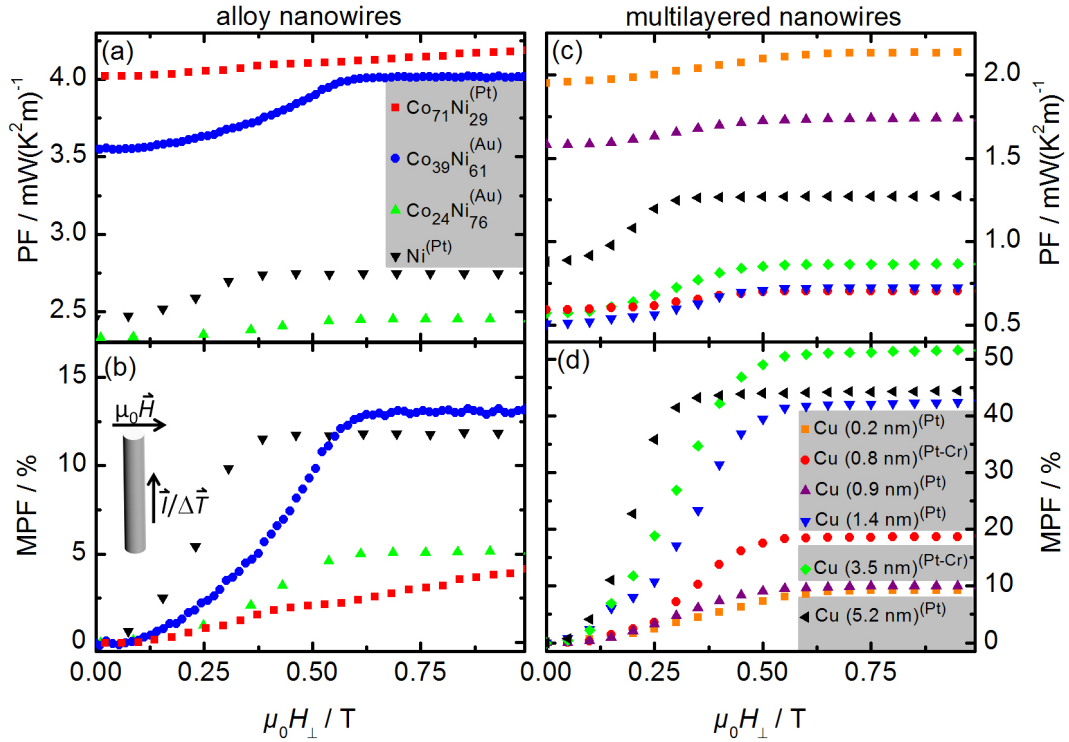 alloy nanowires
multilayered nanowires
(a)
4.0
3.5
3.0
2.5
PF / mW(K²m)⁻¹
Co₇₁Ni₂₉⁽ᴾᵗ⁾
Co₃₉Ni₆₁⁽ᴬᵘ⁾
Co₂₄Ni₇₆⁽ᴬᵘ⁾
Ni⁽ᴾᵗ⁾
(c)
2.0
1.5
1.0
0.5
PF / mW(K²m)⁻¹
(b)
15
10
5
0
MPF / %
μ₀H⃗
I⃗/ΔT⃗
0.00 0.25 0.50 0.75
μ₀H⊥ / T
(d)
50
40
30
20
10
0
MPF / %
Cu (0.2 nm)⁽ᴾᵗ⁾
Cu (0.8 nm)⁽ᴾᵗ⁻ᶜʳ⁾
Cu (0.9 nm)⁽ᴾᵗ⁾
Cu (1.4 nm)⁽ᴾᵗ⁾
Cu (3.5 nm)⁽ᴾᵗ⁻ᶜʳ⁾
Cu (5.2 nm)⁽ᴾᵗ⁾
0.00 0.25 0.50 0.75
μ₀H⊥ / T